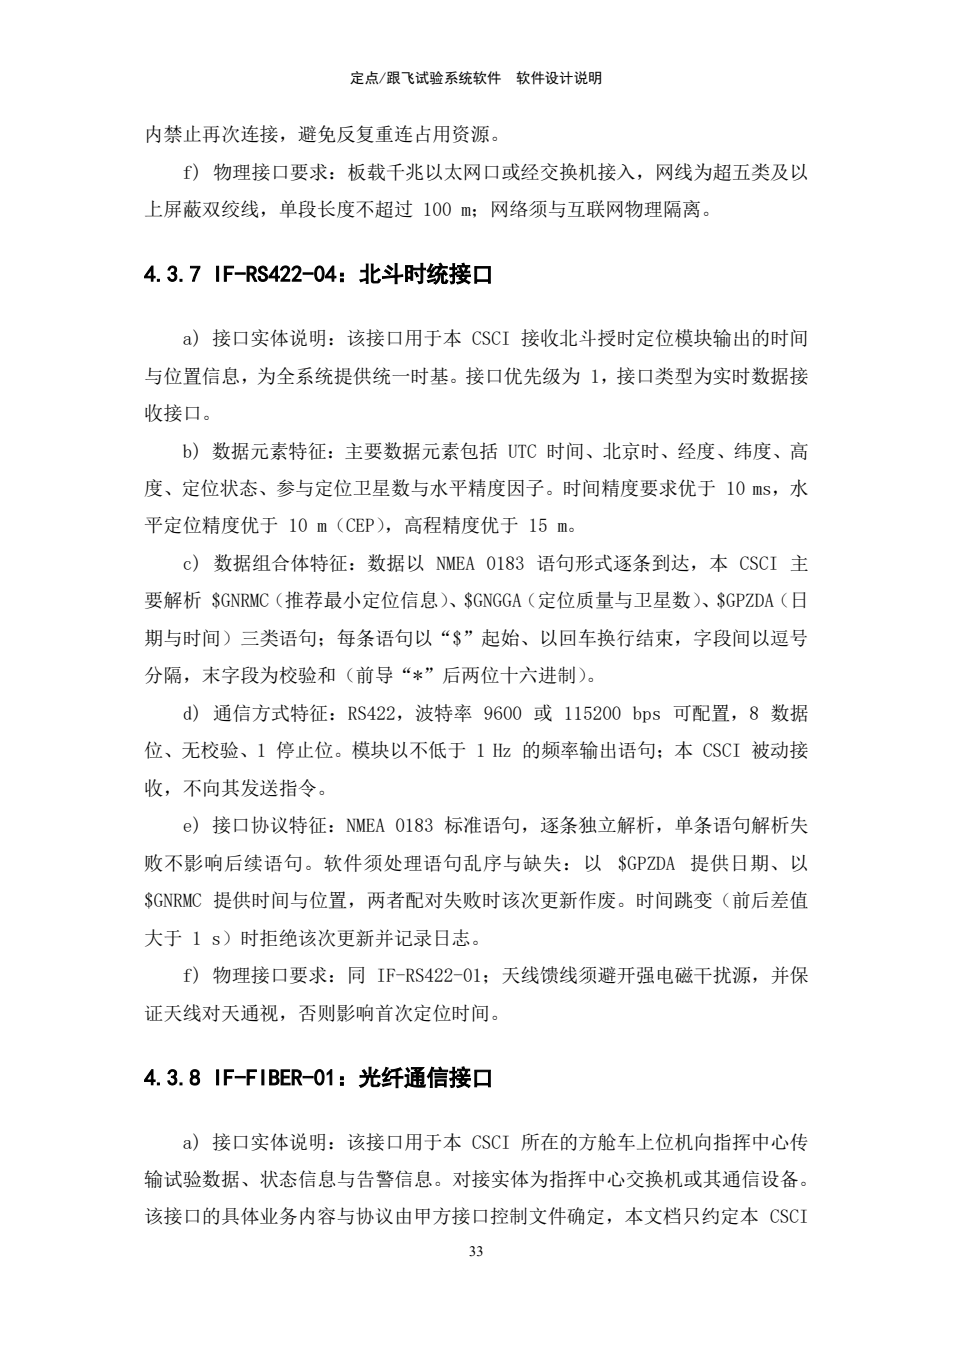 定点/跟飞试验系统软件　软件设计说明
内禁止再次连接，避免反复重连占用资源。
f) 物理接口要求：板载千兆以太网口或经交换机接入，网线为超五类及以
上屏蔽双绞线，单段长度不超过 100 m；网络须与互联网物理隔离。
4.3.7 IF-RS422-04：北斗时统接口
a) 接口实体说明：该接口用于本 CSCI 接收北斗授时定位模块输出的时间
与位置信息，为全系统提供统一时基。接口优先级为 1，接口类型为实时数据接
收接口。
b) 数据元素特征：主要数据元素包括 UTC 时间、北京时、经度、纬度、高
度、定位状态、参与定位卫星数与水平精度因子。时间精度要求优于 10 ms，水
平定位精度优于 10 m（CEP），高程精度优于 15 m。
c) 数据组合体特征：数据以 NMEA 0183 语句形式逐条到达，本 CSCI 主
要解析 $GNRMC（推荐最小定位信息）、$GNGGA（定位质量与卫星数）、$GPZDA（日
期与时间）三类语句；每条语句以“$”起始、以回车换行结束，字段间以逗号
分隔，末字段为校验和（前导“*”后两位十六进制）。
d) 通信方式特征：RS422，波特率 9600 或 115200 bps 可配置，8 数据
位、无校验、1 停止位。模块以不低于 1 Hz 的频率输出语句；本 CSCI 被动接
收，不向其发送指令。
e) 接口协议特征：NMEA 0183 标准语句，逐条独立解析，单条语句解析失
败不影响后续语句。软件须处理语句乱序与缺失：以 $GPZDA 提供日期、以
$GNRMC 提供时间与位置，两者配对失败时该次更新作废。时间跳变（前后差值
大于 1 s）时拒绝该次更新并记录日志。
f) 物理接口要求：同 IF-RS422-01；天线馈线须避开强电磁干扰源，并保
证天线对天通视，否则影响首次定位时间。
4.3.8 IF-FIBER-01：光纤通信接口
a) 接口实体说明：该接口用于本 CSCI 所在的方舱车上位机向指挥中心传
输试验数据、状态信息与告警信息。对接实体为指挥中心交换机或其通信设备。
该接口的具体业务内容与协议由甲方接口控制文件确定，本文档只约定本 CSCI
33